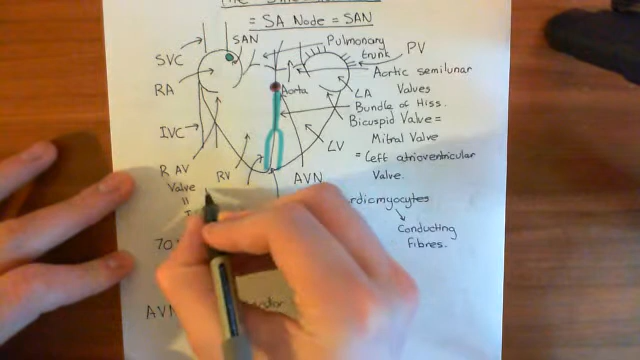 = SA Node = SAN
SAN
SVC
Pulmonary
trunk
PV
RA
Aortic semilunar
Valves
LA
Aorta
Bundle of Hiss.
Bicuspid Valve =
Mitral Valve
IVC
LV
= Left atrioventricular
Valve.
R AV
Valve
"
RV
AVN
rdicmyocytes
Conducting
Fibres.
70
AVN